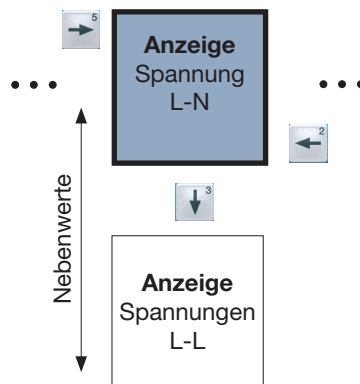 5
Anzeige
Spannung
L-N
... ...
2
3
Nebenwerte
Anzeige
Spannungen
L-L